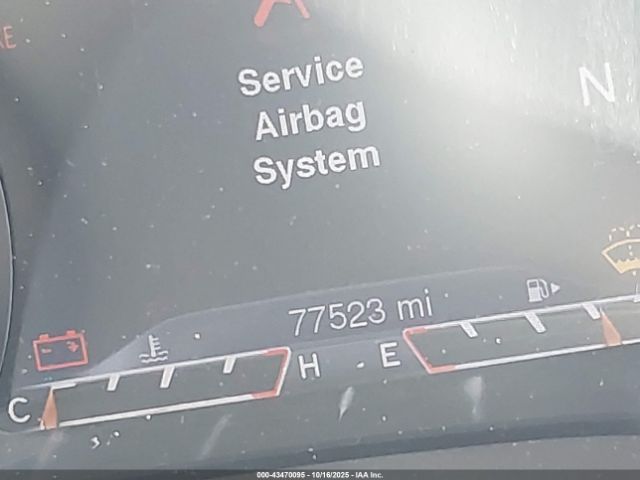 Service
Airbag
System
N
77523 mi
C H E
000-43470095 - 10/16/2025 - IAA Inc.